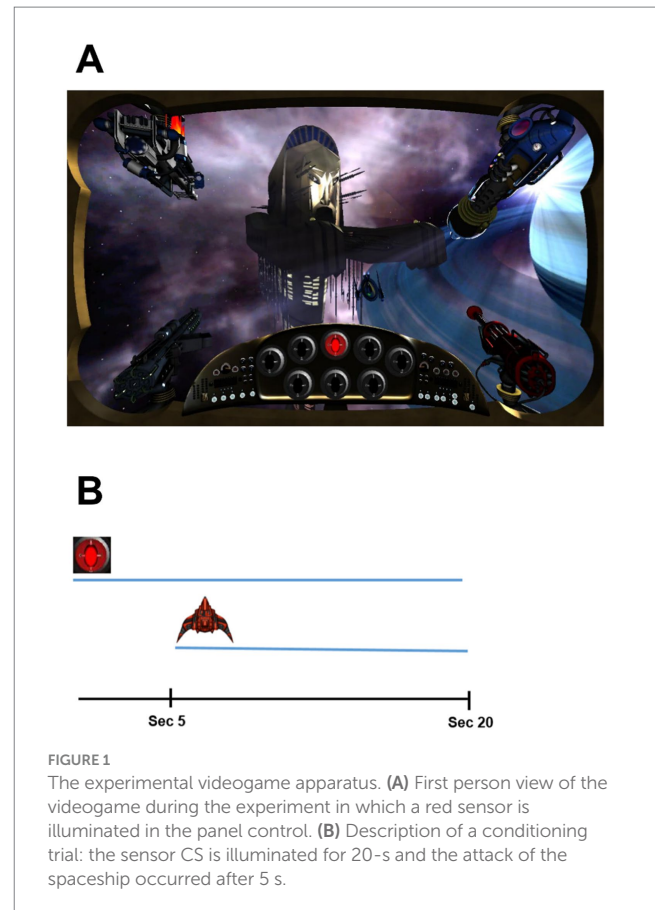 A
B
Sec 5
Sec 20
FIGURE 1
The experimental videogame apparatus. (A) First person view of the
videogame during the experiment in which a red sensor is
illuminated in the panel control. (B) Description of a conditioning
trial: the sensor CS is illuminated for 20-s and the attack of the
spaceship occurred after 5 s.